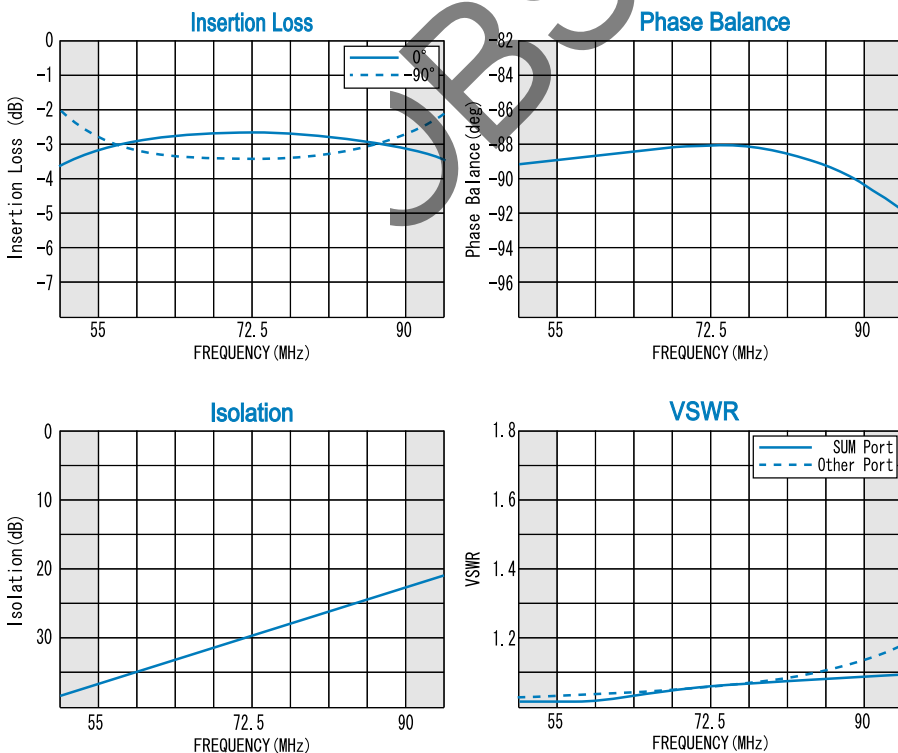 Insertion Loss
0
-1
-2
-3
-4
-5
-6
-7
Insertion Loss (dB)
0°
-90°
55
72.5
90
FREQUENCY(MHz)
Phase Balance
-82
-84
-86
-88
-90
-92
-94
-96
Phase Balance(deg)
55
72.5
90
FREQUENCY(MHz)
Isolation
0
10
20
30
Isolation(dB)
55
72.5
90
FREQUENCY(MHz)
VSWR
1.8
1.6
1.4
1.2
VSWR
SUM Port
Other Port
55
72.5
90
FREQUENCY(MHz)